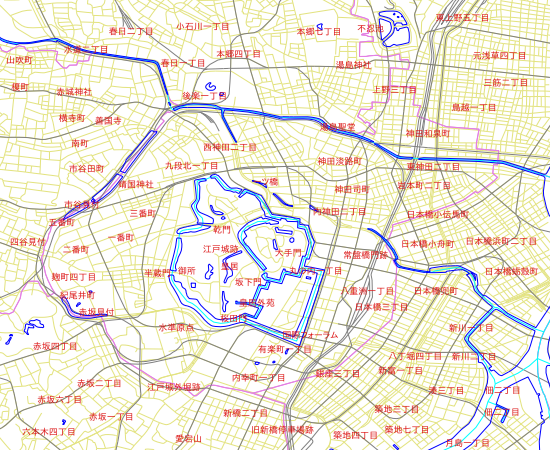 東上野五丁目
春日二丁目
小石川一丁目
本郷七丁目
不忍池
水道二丁目
本郷四丁目
元浅草四丁目
山吹町
春日一丁目
湯島神社
三筋二丁目
榎町
赤城神社
後楽一丁目
上野三丁目
鳥越一丁目
横寺町
善国寺
湯島聖堂
神田和泉町
南町
西神田二丁目
神田淡路町
市谷田町
九段北一丁目
東神田二丁目
靖国神社
一ツ橋
神田司町
岩本町二丁目
三番町
内神田二丁目
日本橋小伝馬町
五番町
乾門
四谷見付
一番町
日本橋小舟町
日本橋浜町二丁目
二番町
江戸城跡
大手門
常盤橋門跡
半蔵門
御所
皇居
丸の内一丁目
日本橋蛎殻町
麹町四丁目
坂下門
紀尾井町
八重洲一丁目
日本橋兜町
皇居外苑
日本橋三丁目
赤坂見付
桜田門
水準原点
国際フォーラム
新川一丁目
赤坂四丁目
有楽町一丁目
八丁堀四丁目
新川二丁目
内幸町一丁目
銀座三丁目
新富一丁目
赤坂二丁目
江戸城外堀跡
湊三丁目
佃一丁目
赤坂六丁目
築地三丁目
佃二丁目
赤坂一丁目
新橋二丁目
六本木四丁目
旧新橋停車場跡
築地七丁目
愛宕山
築地四丁目
月島一丁目